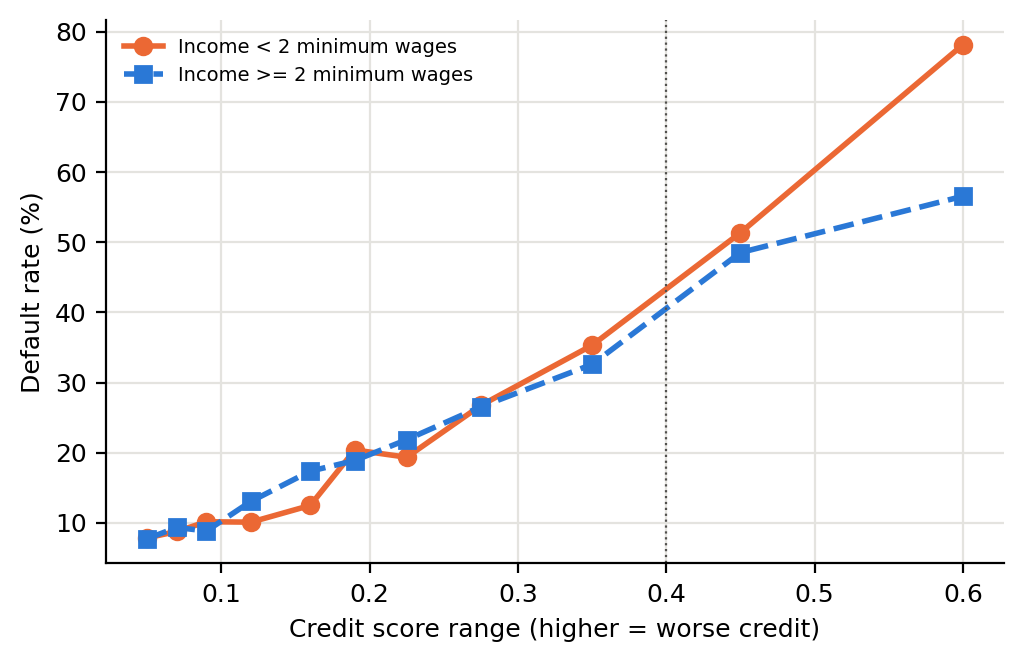 Income < 2 minimum wages
Income >= 2 minimum wages
Default rate (%)
80
70
60
50
40
30
20
10
0.1 0.2 0.3 0.4 0.5 0.6
Credit score range (higher = worse credit)